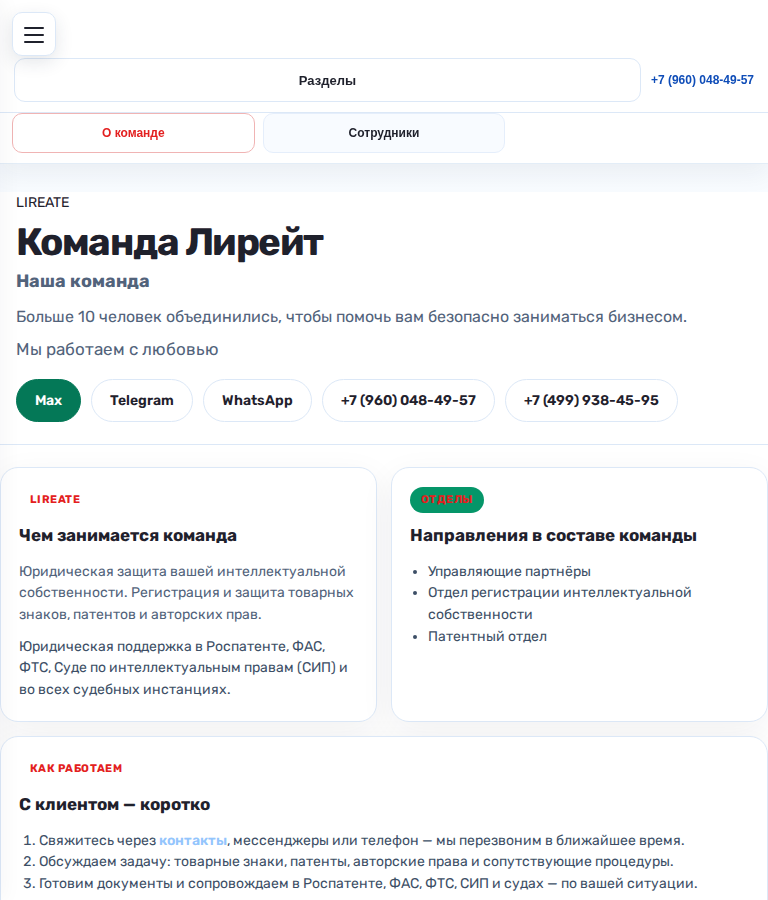 Разделы
+7 (960) 048-49-57
О команде
Сотрудники
LIREATE
Команда Лирейт
Наша команда
Больше 10 человек объединились, чтобы помочь вам безопасно заниматься бизнесом.
Мы работаем с любовью
Max
Telegram
WhatsApp
+7 (960) 048-49-57
+7 (499) 938-45-95
LIREATE
Чем занимается команда
Юридическая защита вашей интеллектуальной
собственности. Регистрация и защита товарных
знаков, патентов и авторских прав.
Юридическая поддержка в Роспатенте, ФАС,
ФТС, Суде по интеллектуальным правам (СИП) и
во всех судебных инстанциях.
ОТДЕЛЫ
Направления в составе команды
• Управляющие партнёры
• Отдел регистрации интеллектуальной
собственности
• Патентный отдел
КАК РАБОТАЕМ
С клиентом — коротко
1. Свяжитесь через контакты, мессенджеры или телефон — мы перезвоним в ближайшее время.
2. Обсуждаем задачу: товарные знаки, патенты, авторские права и сопутствующие процедуры.
3. Готовим документы и сопровождаем в Роспатенте, ФАС, ФТС, СИП и судах — по вашей ситуации.